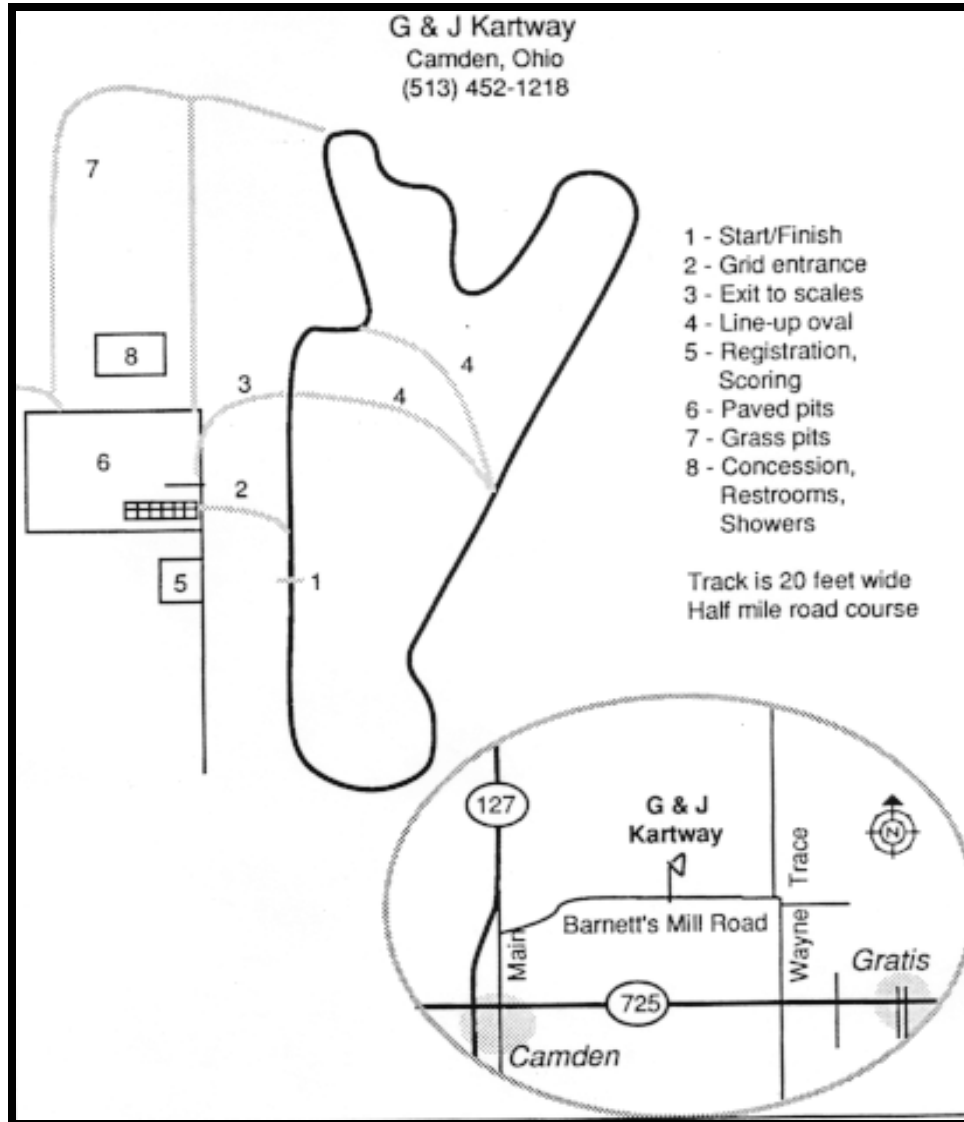 G & J Kartway
Camden, Ohio
(513) 452-1218
7
8
3
4
4
6
2
5
1
1 - Start/Finish
2 - Grid entrance
3 - Exit to scales
4 - Line-up oval
5 - Registration,
Scoring
6 - Paved pits
7 - Grass pits
8 - Concession,
Restrooms,
Showers
Track is 20 feet wide
Half mile road course
127
G & J
Kartway
N
Trace
Barnett's Mill Road
Main
Wayne
Gratis
725
Camden